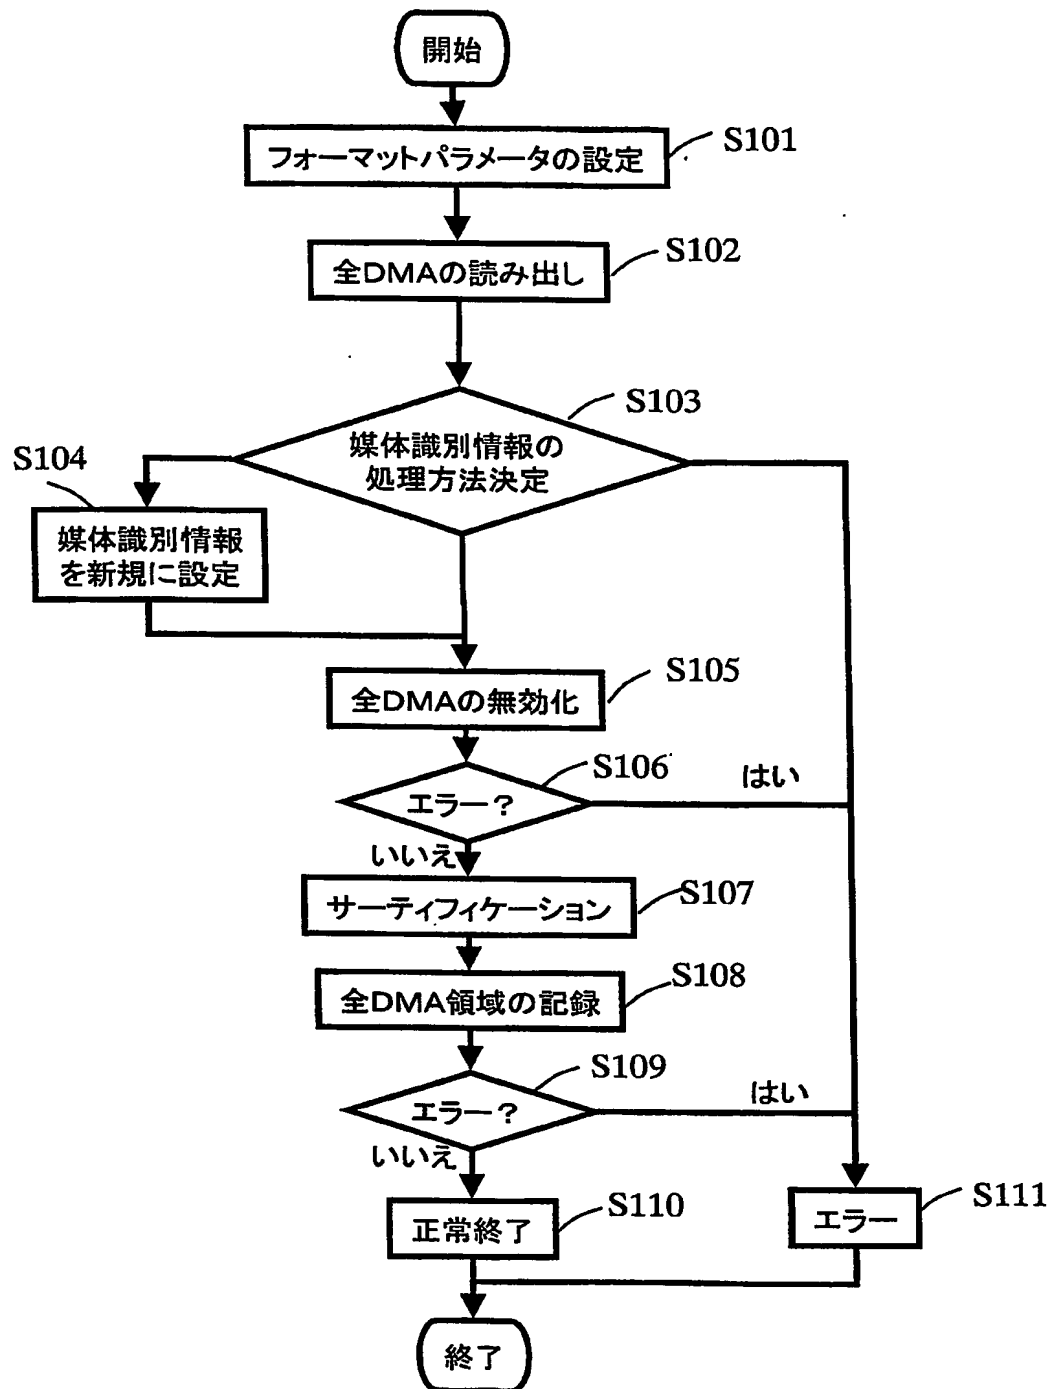 開始
S101
フォーマットパラメータの設定
S102
全DMAの読み出し
S103
媒体識別情報の
処理方法決定
S104
媒体識別情報
を新規に設定
S105
全DMAの無効化
S106
エラー？
はい
いいえ
S107
サーティフィケーション
S108
全DMA領域の記録
S109
エラー？
はい
いいえ
S110
正常終了
S111
エラー
終了